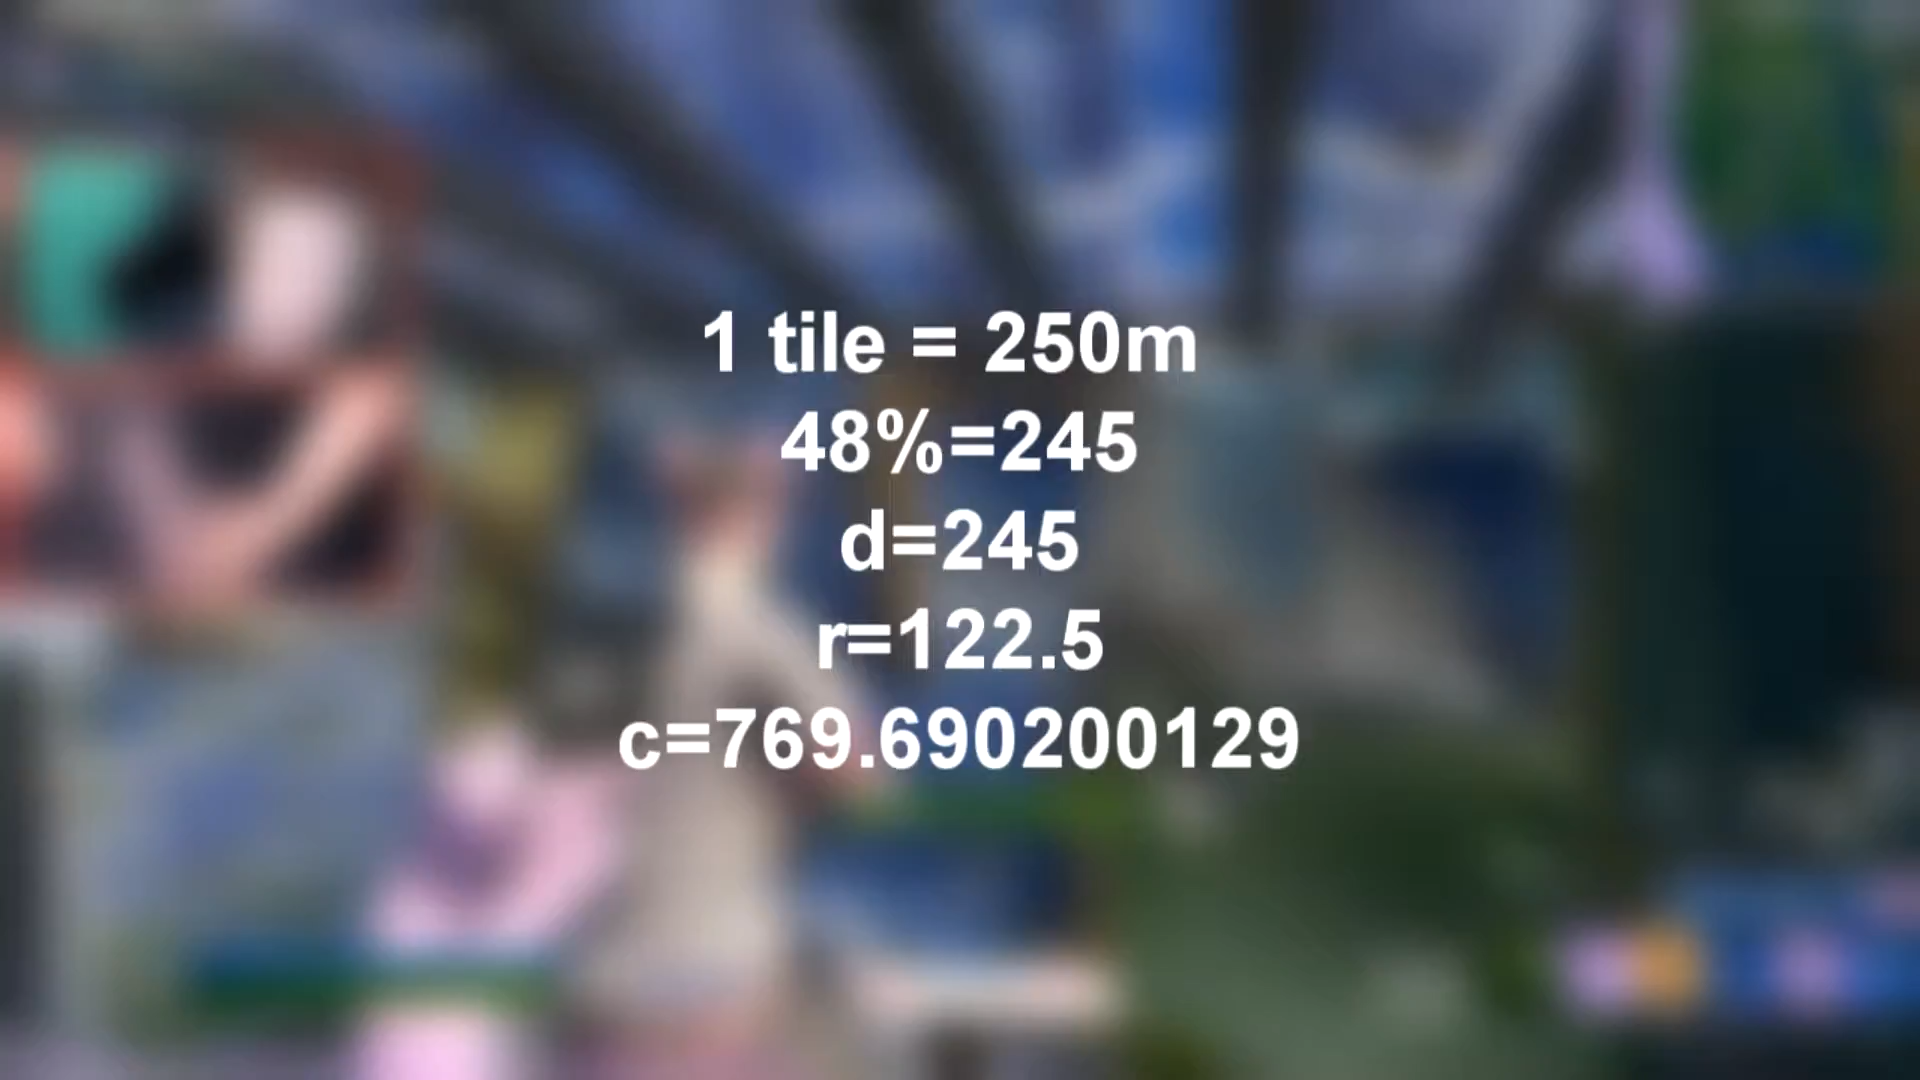 1 tile = 250m
48%=245
d=245
r=122.5
c=769.690200129